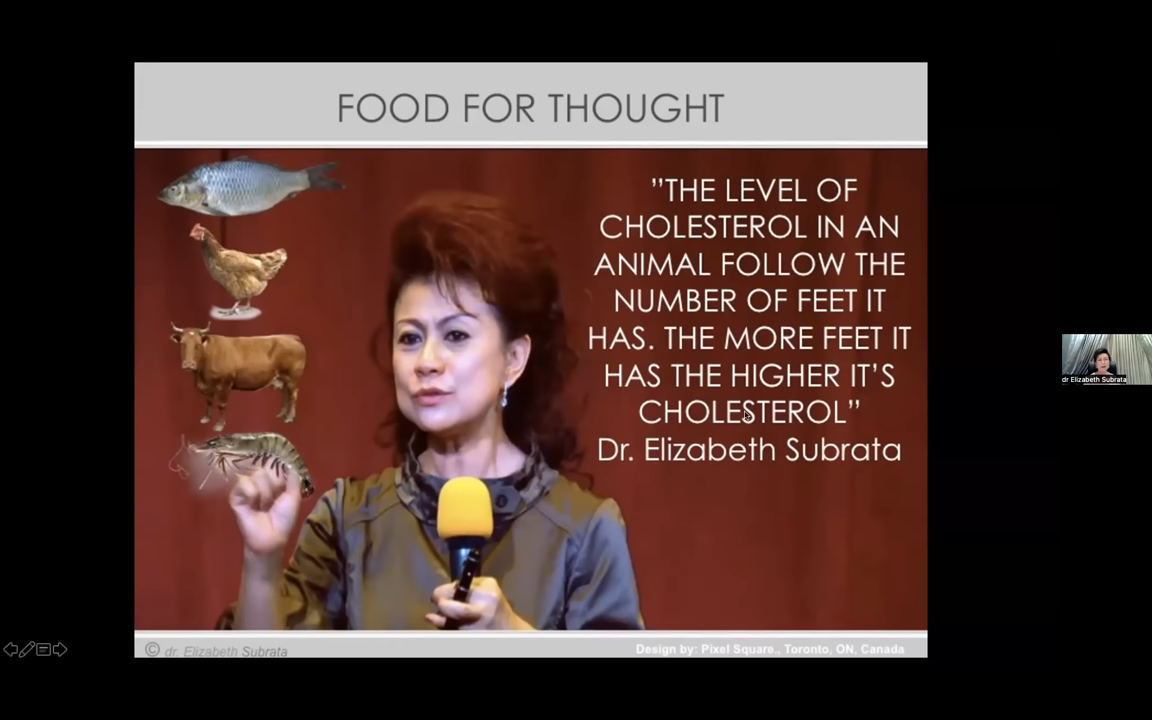 FOOD FOR THOUGHT
”THE LEVEL OF
CHOLESTEROL IN AN
ANIMAL FOLLOW THE
NUMBER OF FEET IT
HAS. THE MORE FEET IT
HAS THE HIGHER IT’S
CHOLESTEROL”
Dr. Elizabeth Subrata
dr Elizabeth Subrata
© dr. Elizabeth Subrata
Design by: Pixel Square., Toronto, ON, Canada